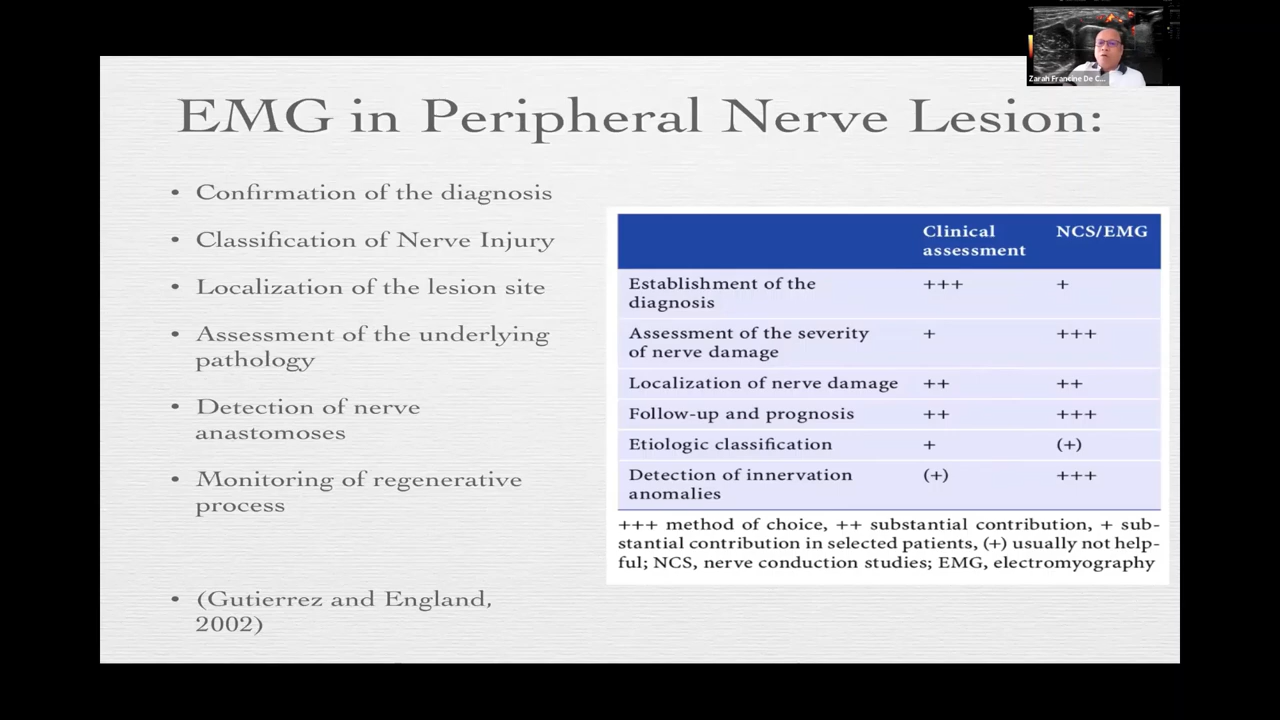 Zarah Francine De C...
EMG in Peripheral Nerve Lesion:
• Confirmation of the diagnosis
• Classification of Nerve Injury
• Localization of the lesion site
• Assessment of the underlying
pathology
• Detection of nerve
anastomoses
• Monitoring of regenerative
process
• (Gutierrez and England,
2002)
Clinical
assessment
NCS/EMG
Establishment of the
diagnosis
+++
+
Assessment of the severity
of nerve damage
+
+++
Localization of nerve damage
++
++
Follow-up and prognosis
++
+++
Etiologic classification
+
(+)
Detection of innervation
anomalies
(+)
+++
+++ method of choice, ++ substantial contribution, + sub-
stantial contribution in selected patients, (+) usually not help-
ful; NCS, nerve conduction studies; EMG, electromyography